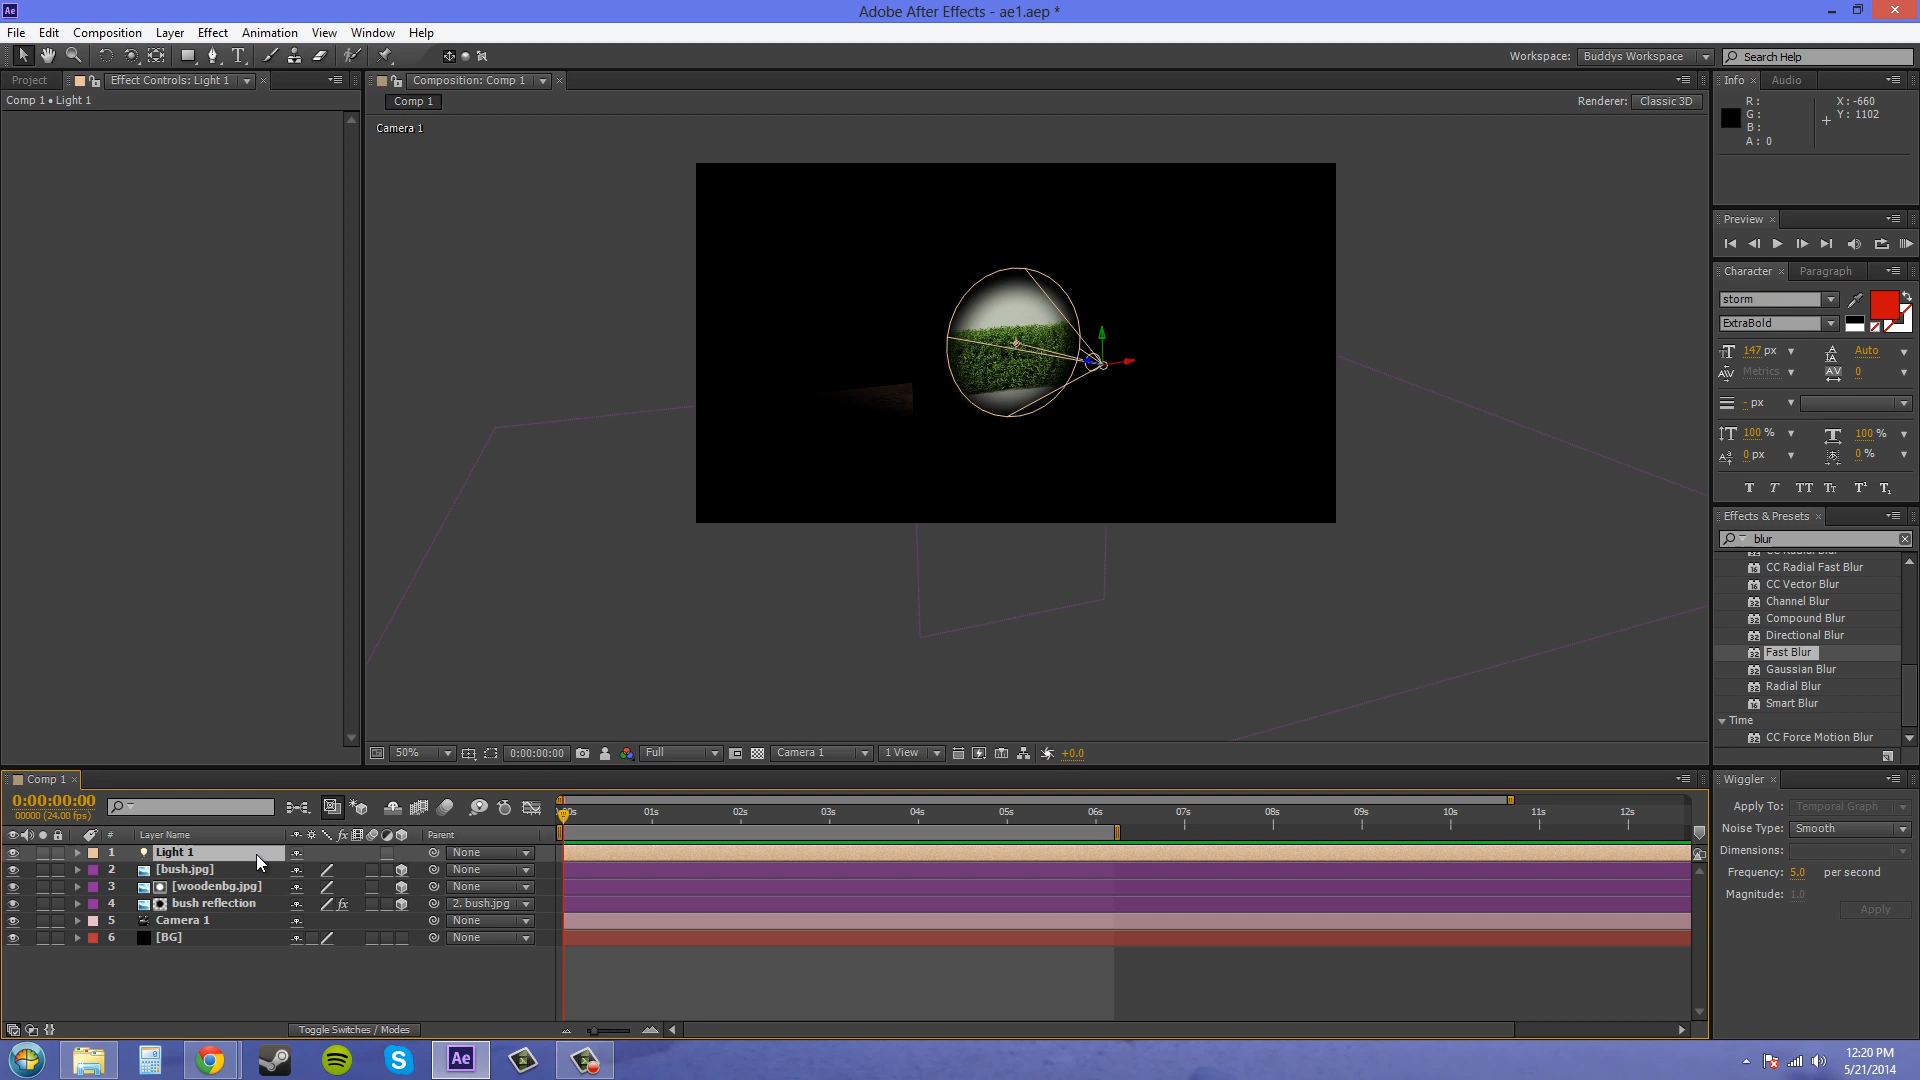 Adobe After Effects - ae1.aep *
File Edit Composition Layer Effect Animation View Window Help
Workspace: Buddys Workspace Search Help
Project Effect Controls: Light 1
Comp 1 • Light 1
Composition: Comp 1
Comp 1
Renderer: Classic 3D
Camera 1
50% 0:00:00:00 Full Camera 1 1 View +0.0
Info Audio
R:
G:
B:
A: 0
X: -660
Y: 1102
Preview
Character Paragraph
storm
ExtraBold
147 px Auto
Metrics 0
- px
100 % 100 %
0 px 0 %
T T TT Tт T¹ T₁
Effects & Presets
blur
CC Radial Blur
CC Radial Fast Blur
CC Vector Blur
Channel Blur
Compound Blur
Directional Blur
Fast Blur
Gaussian Blur
Radial Blur
Smart Blur
Time
CC Force Motion Blur
Comp 1
0:00:00:00
00000 (24.00 fps)
01s 02s 03s 04s 05s 06s 07s 08s 09s 10s 11s 12s
# Layer Name Parent
1 Light 1 None
2 [bush.jpg] None
3 [woodenbg.jpg] None
4 bush reflection fx 2. bush.jpg
5 Camera 1 None
6 [BG] None
Toggle Switches / Modes
Wiggler
Apply To: Temporal Graph
Noise Type: Smooth
Dimensions:
Frequency: 5.0 per second
Magnitude: 1.0
Apply
Ae
12:20 PM
5/21/2014